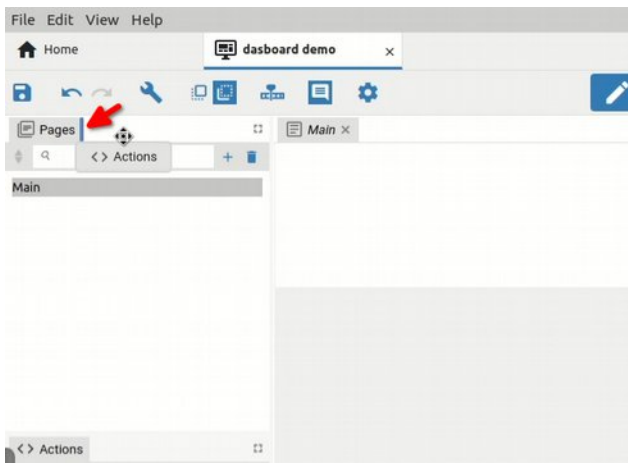 File Edit View Help
Home
dasboard demo ×
Pages
Main ×
<> Actions
Main
<> Actions